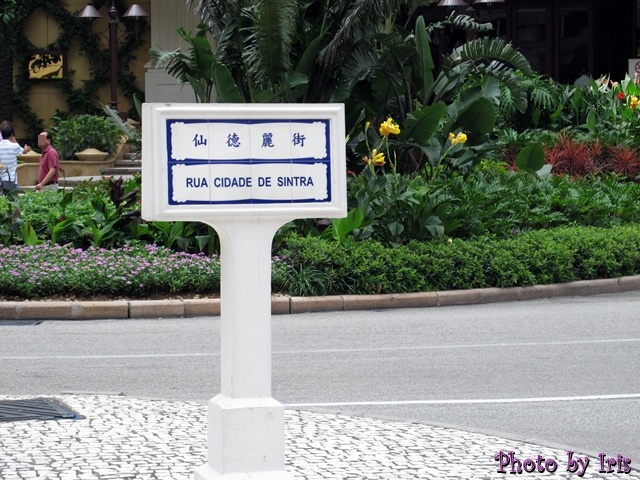 仙德麗街
RUA CIDADE DE SINTRA
Photo by Iris